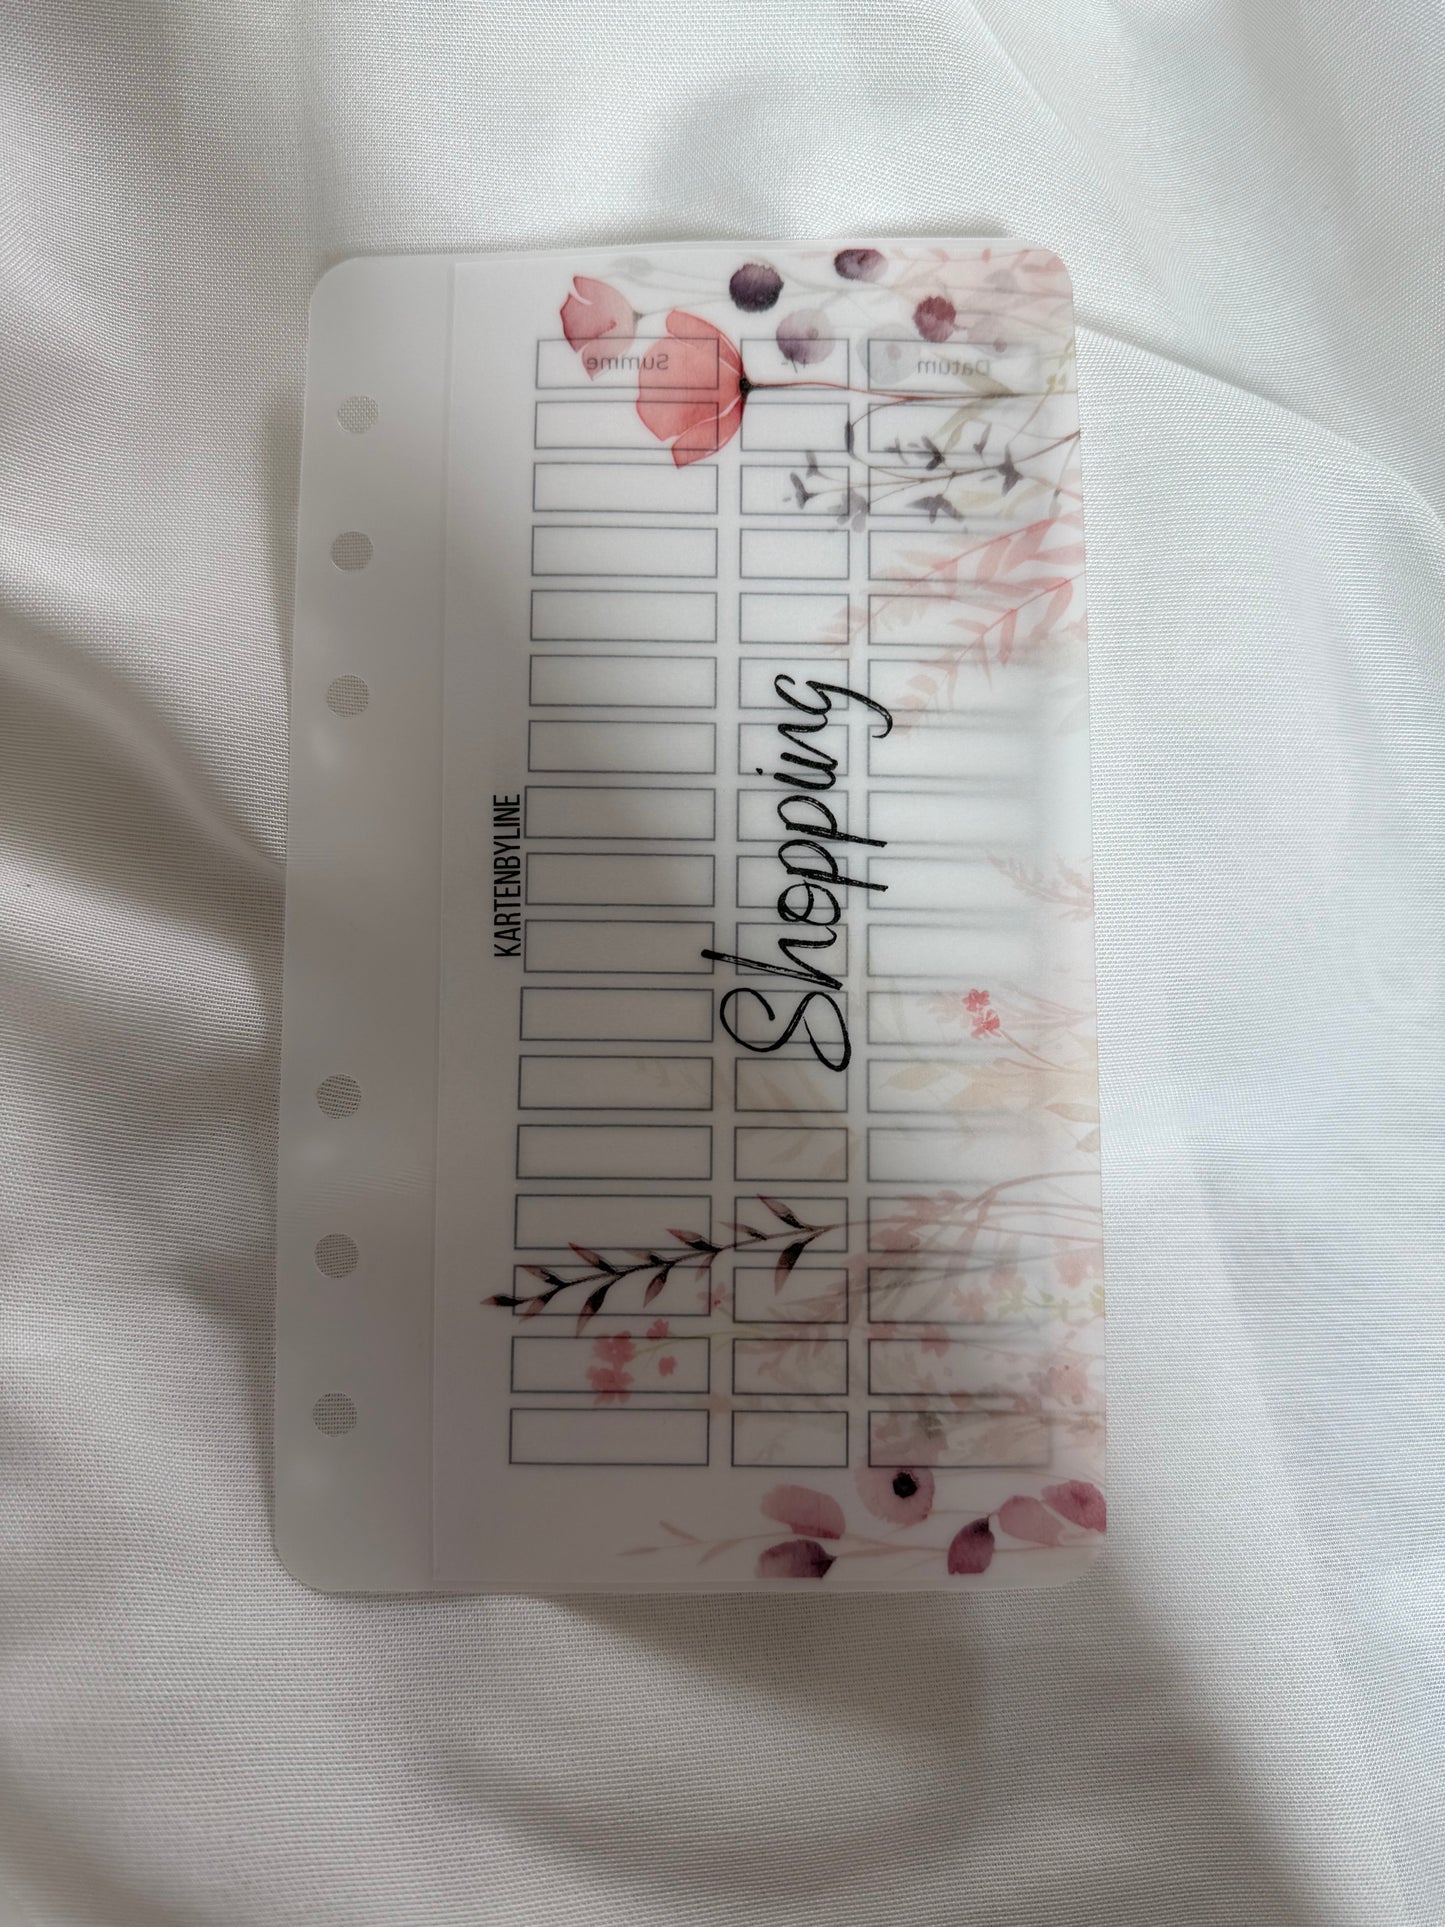 KARTENBYLINE
Shopping
Datum +/- Summe